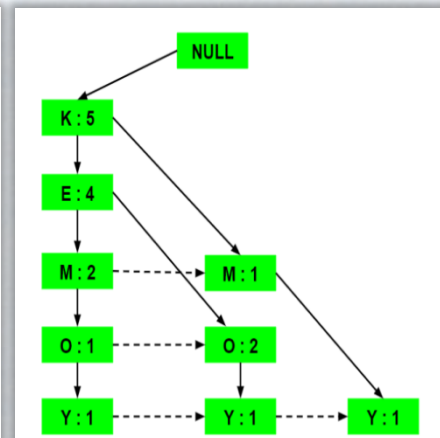 NULL
K : 5
E : 4
M : 2 M : 1
O : 1 O : 2
Y : 1 Y : 1 Y : 1